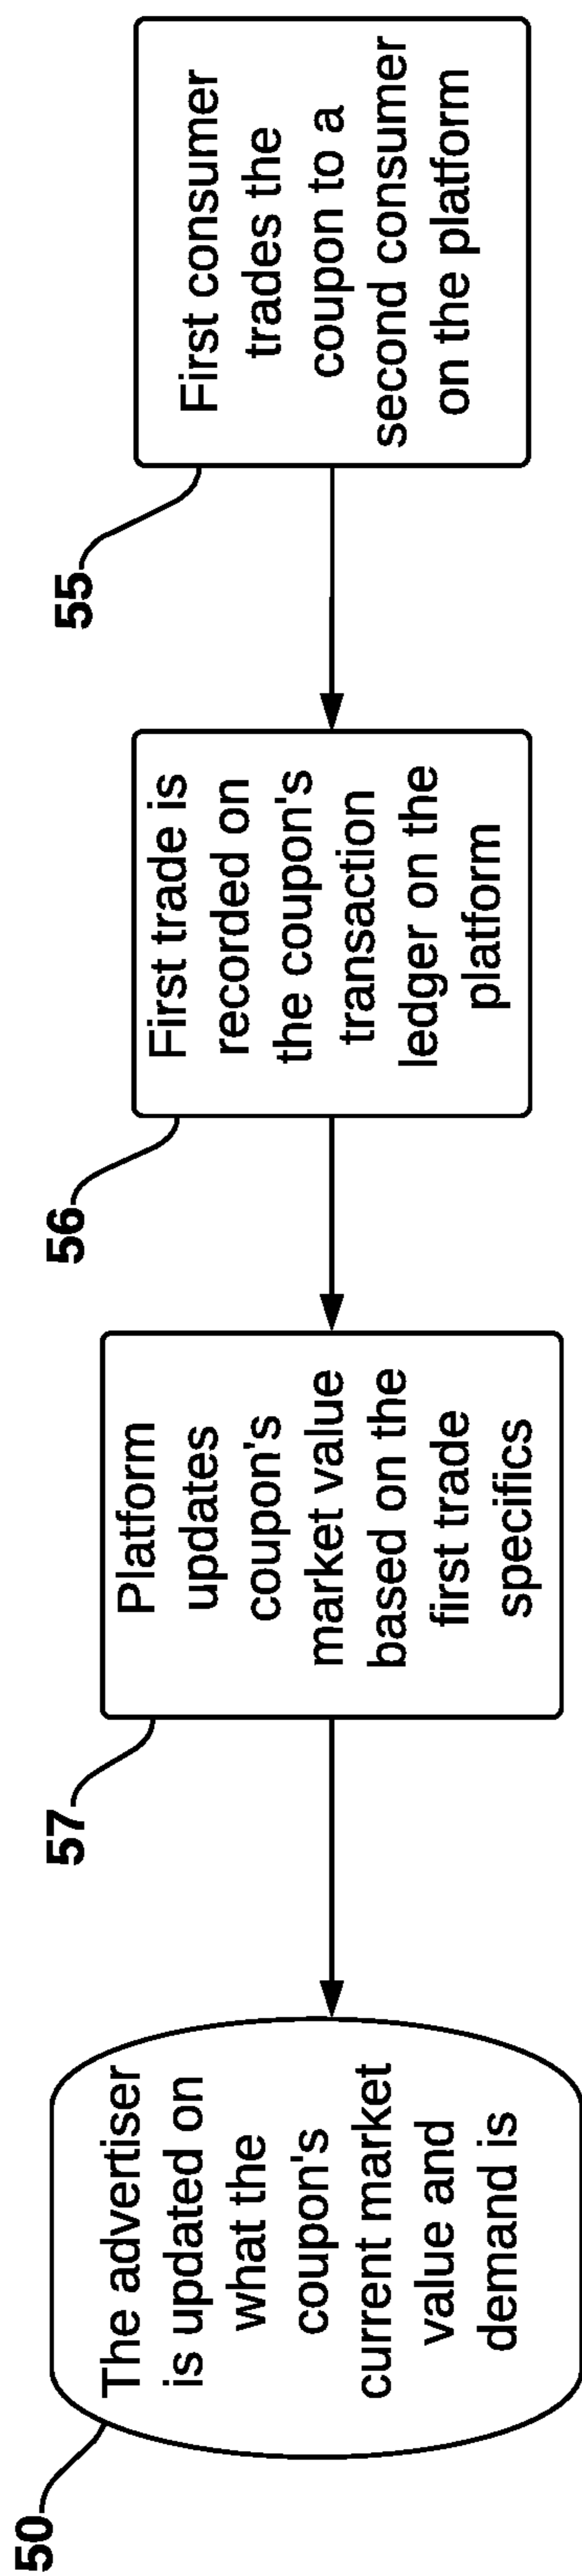 55
First consumer
trades the
coupon to a
second consumer
on the platform
56
First trade is
recorded on
the coupon's
transaction
ledger on the
platform
57
Platform
updates
coupon's
market value
based on the
first trade
specifics
50
The advertiser
is updated on
what the
coupon's
current market
value and
demand is